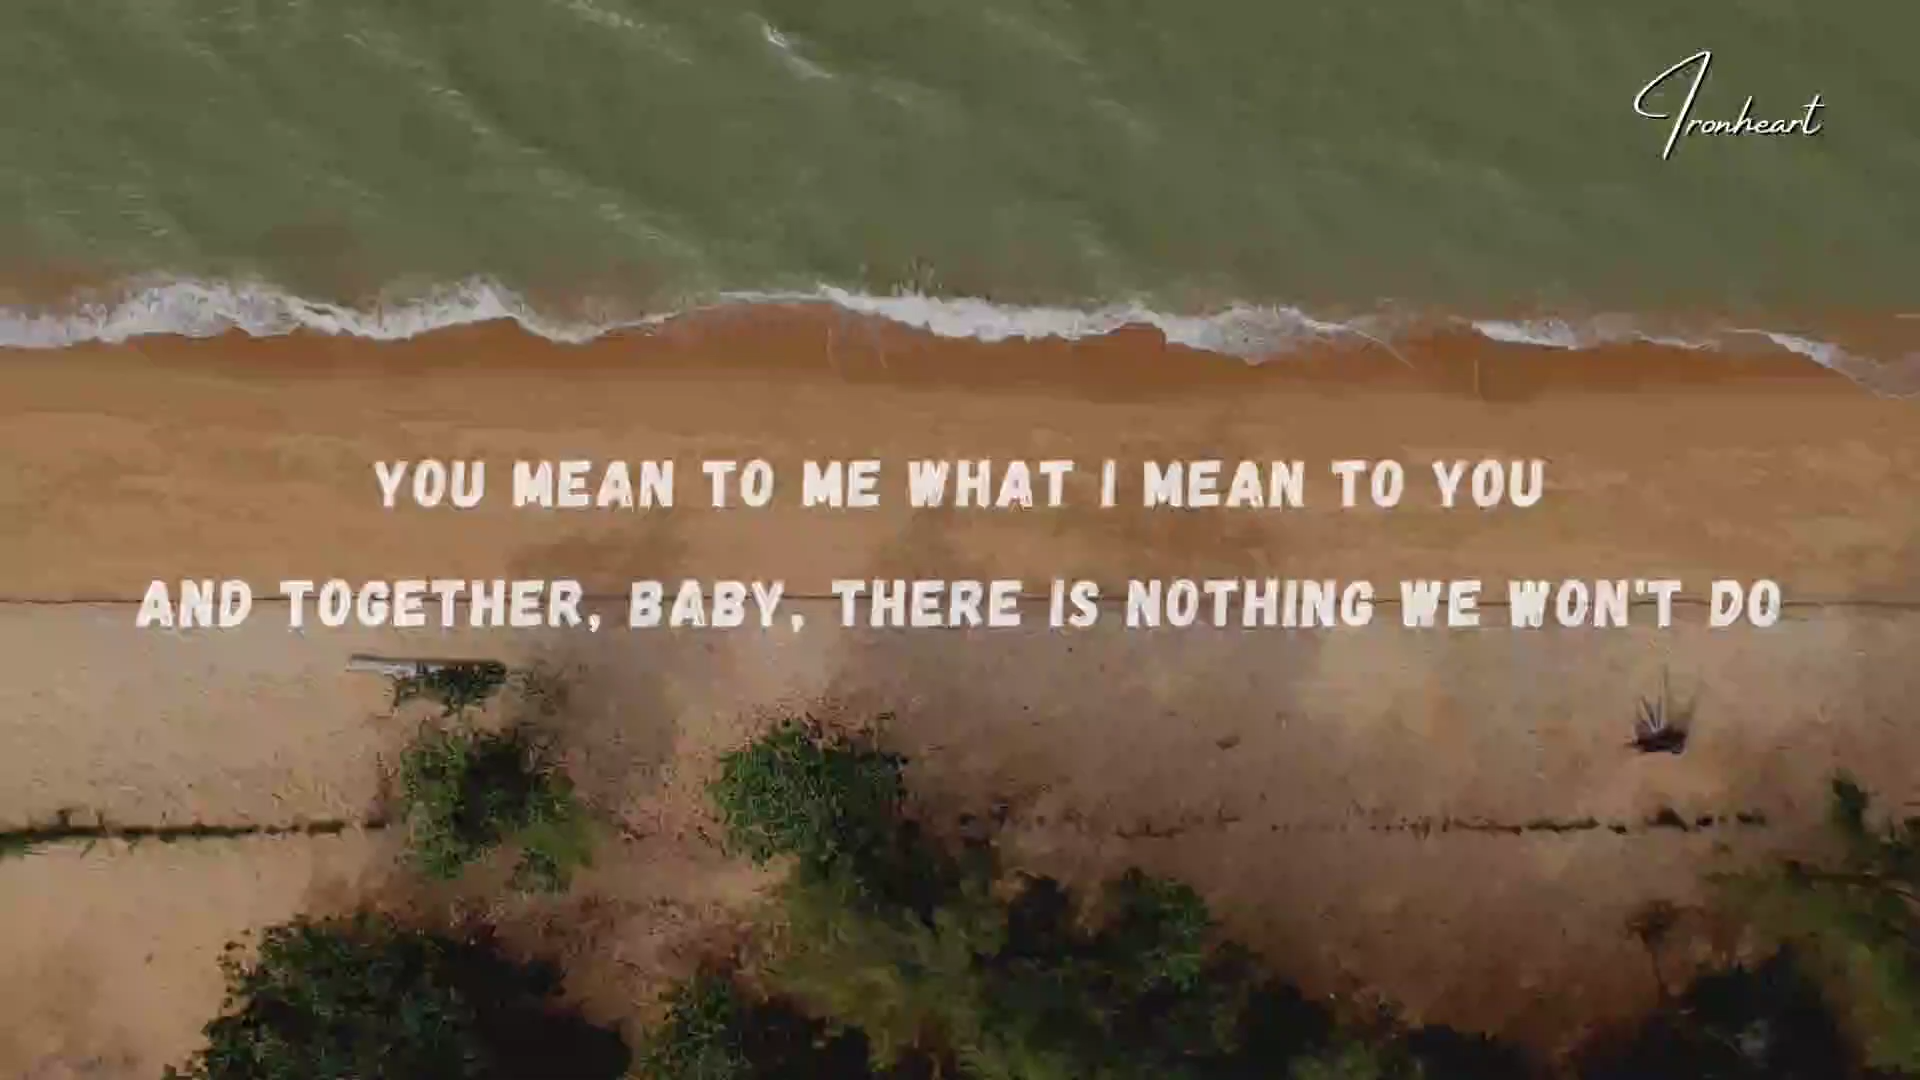 Ironheart
YOU MEAN TO ME WHAT I MEAN TO YOU
AND TOGETHER, BABY, THERE IS NOTHING WE WON'T DO